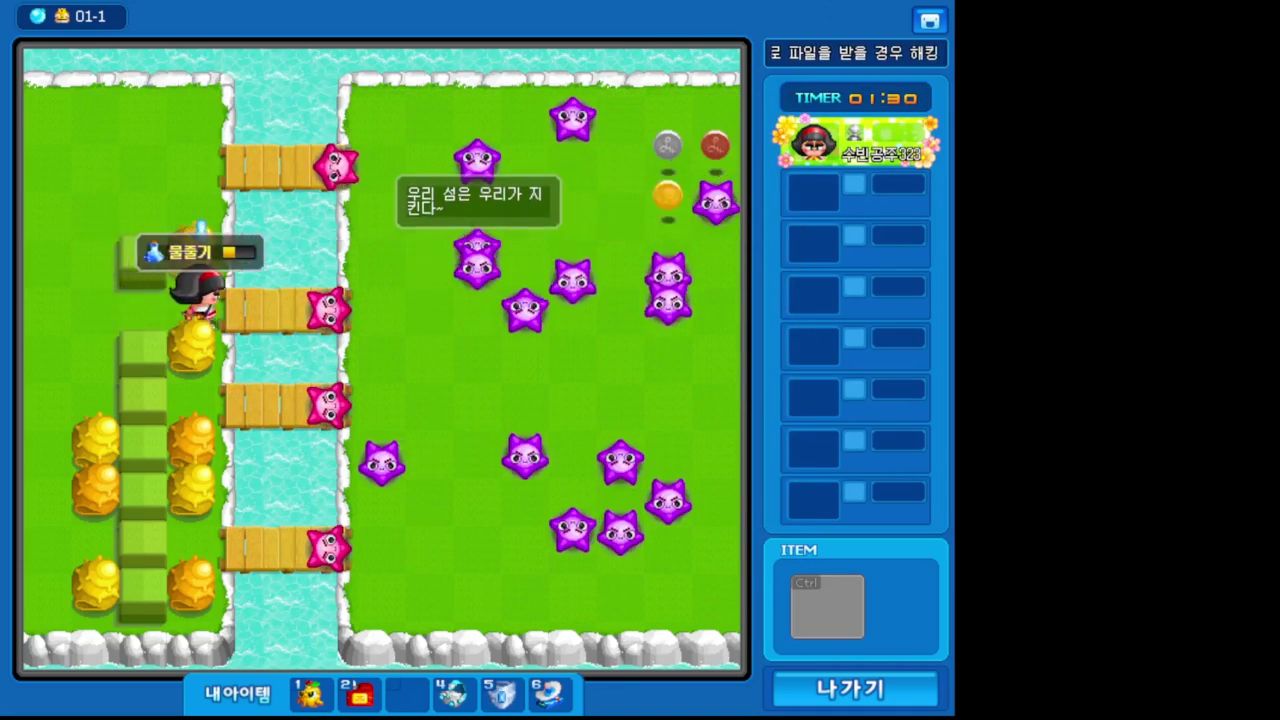 01-1
로 파일을 받을 경우 해킹
TIMER 01:30
수빈공주023
우리 섬은 우리가 지
킨다~
물줄기
ITEM
Ctrl
내아이템
1
2
4
5
6
나가기